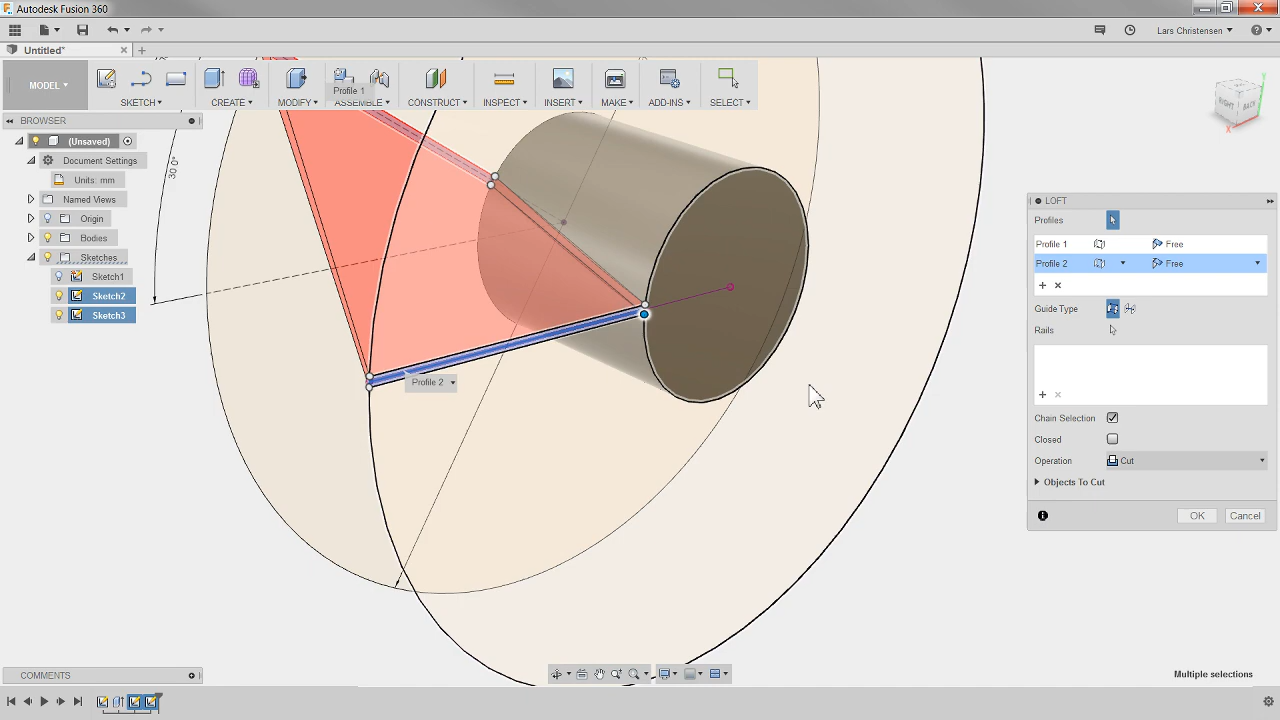 Autodesk Fusion 360
Lars Christensen
Untitled*
MODEL
SKETCH
CREATE
MODIFY
ASSEMBLE
CONSTRUCT
INSPECT
INSERT
MAKE
ADD-INS
SELECT
Profile 1
BROWSER
(Unsaved)
Document Settings
Units: mm
Named Views
Origin
Bodies
Sketches
Sketch1
Sketch2
Sketch3
30.0°
RIGHT
BACK
Z
X
Profile 2
LOFT
Profiles
Profile 1
Free
Profile 2
Free
Guide Type
Rails
Chain Selection
Closed
Operation
Cut
Objects To Cut
OK
Cancel
COMMENTS
Multiple selections